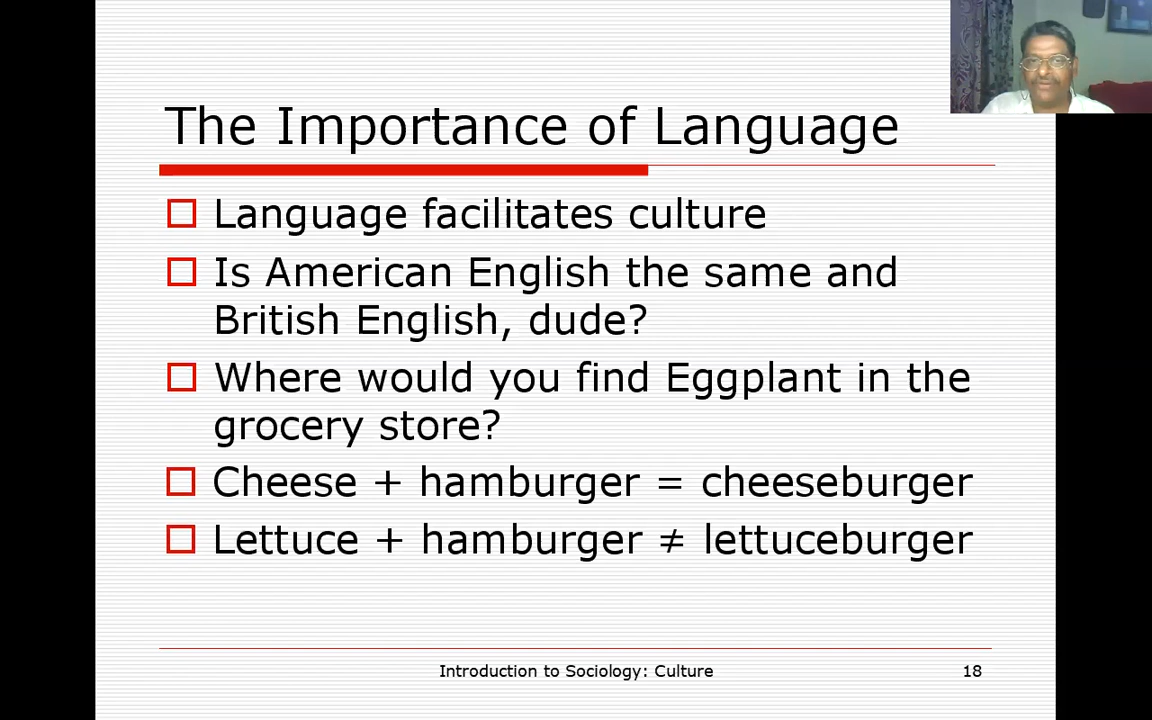 The Importance of Language
Language facilitates culture
Is American English the same and
British English, dude?
Where would you find Eggplant in the
grocery store?
Cheese + hamburger = cheeseburger
Lettuce + hamburger ≠ lettuceburger
Introduction to Sociology: Culture 18